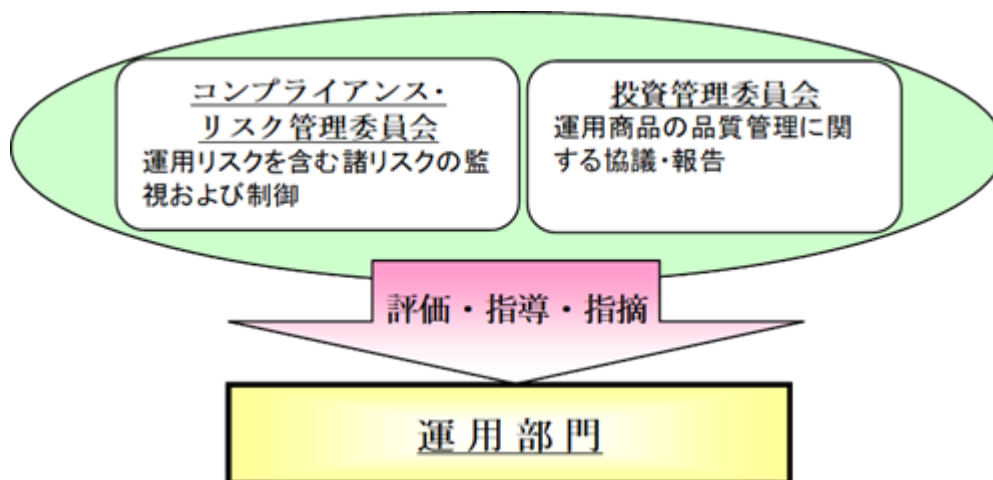 コンプライアンス・
リスク管理委員会
運用リスクを含む諸リスクの監
視および制御
投資管理委員会
運用商品の品質管理に関
する協議・報告
評価・指導・指摘
運用部門